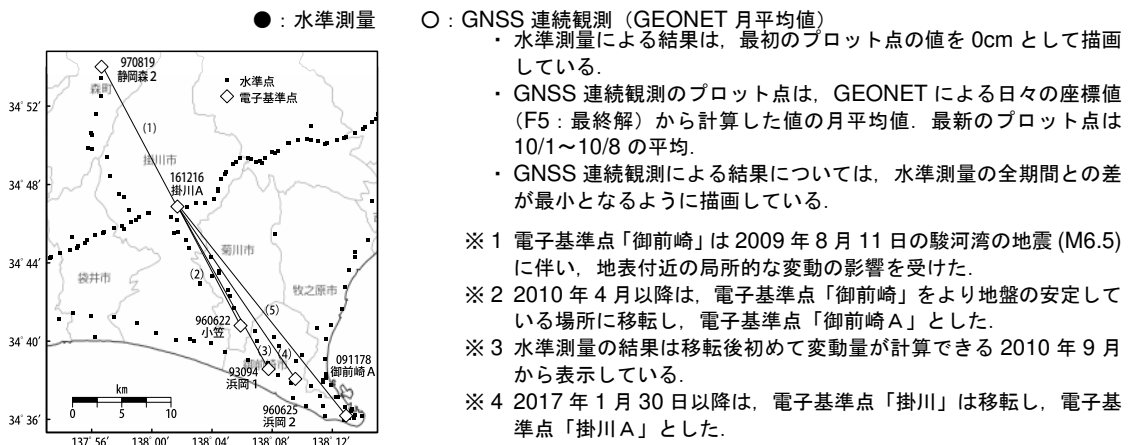 ●：水準測量　○：GNSS 連続観測（GEONET 月平均値）
・ 水準測量による結果は，最初のプロット点の値を 0cm として描画
している．
・ GNSS 連続観測のプロット点は，GEONET による日々の座標値
（F5：最終解）から計算した値の月平均値．最新のプロット点は
10/1～10/8 の平均．
・ GNSS 連続観測による結果については，水準測量の全期間との差
が最小となるように描画している．
※１ 電子基準点「御前崎」は 2009 年 8 月 11 日の駿河湾の地震 (M6.5)
に伴い，地表付近の局所的な変動の影響を受けた．
※２ 2010 年 4 月以降は，電子基準点「御前崎」をより地盤の安定して
いる場所に移転し，電子基準点「御前崎Ａ」とした．
※３ 水準測量の結果は移転後初めて変動量が計算できる 2010 年 9 月
から表示している．
※４ 2017 年 1 月 30 日以降は，電子基準点「掛川」は移転し，電子基
準点「掛川Ａ」とした．
970819
静岡森２
森町
水準点
電子基準点
34°52′
(1)
掛川市
161216
掛川A
34°48′
菊川市
34°44′
袋井市
(2)
牧之原市
(5)
960622
小笠
34°40′
(3)
(4)
091178
御前崎A
93094
浜岡１
km
0 5 10
960625
浜岡２
34°36′
137°56′ 138°00′ 138°04′ 138°08′ 138°12′